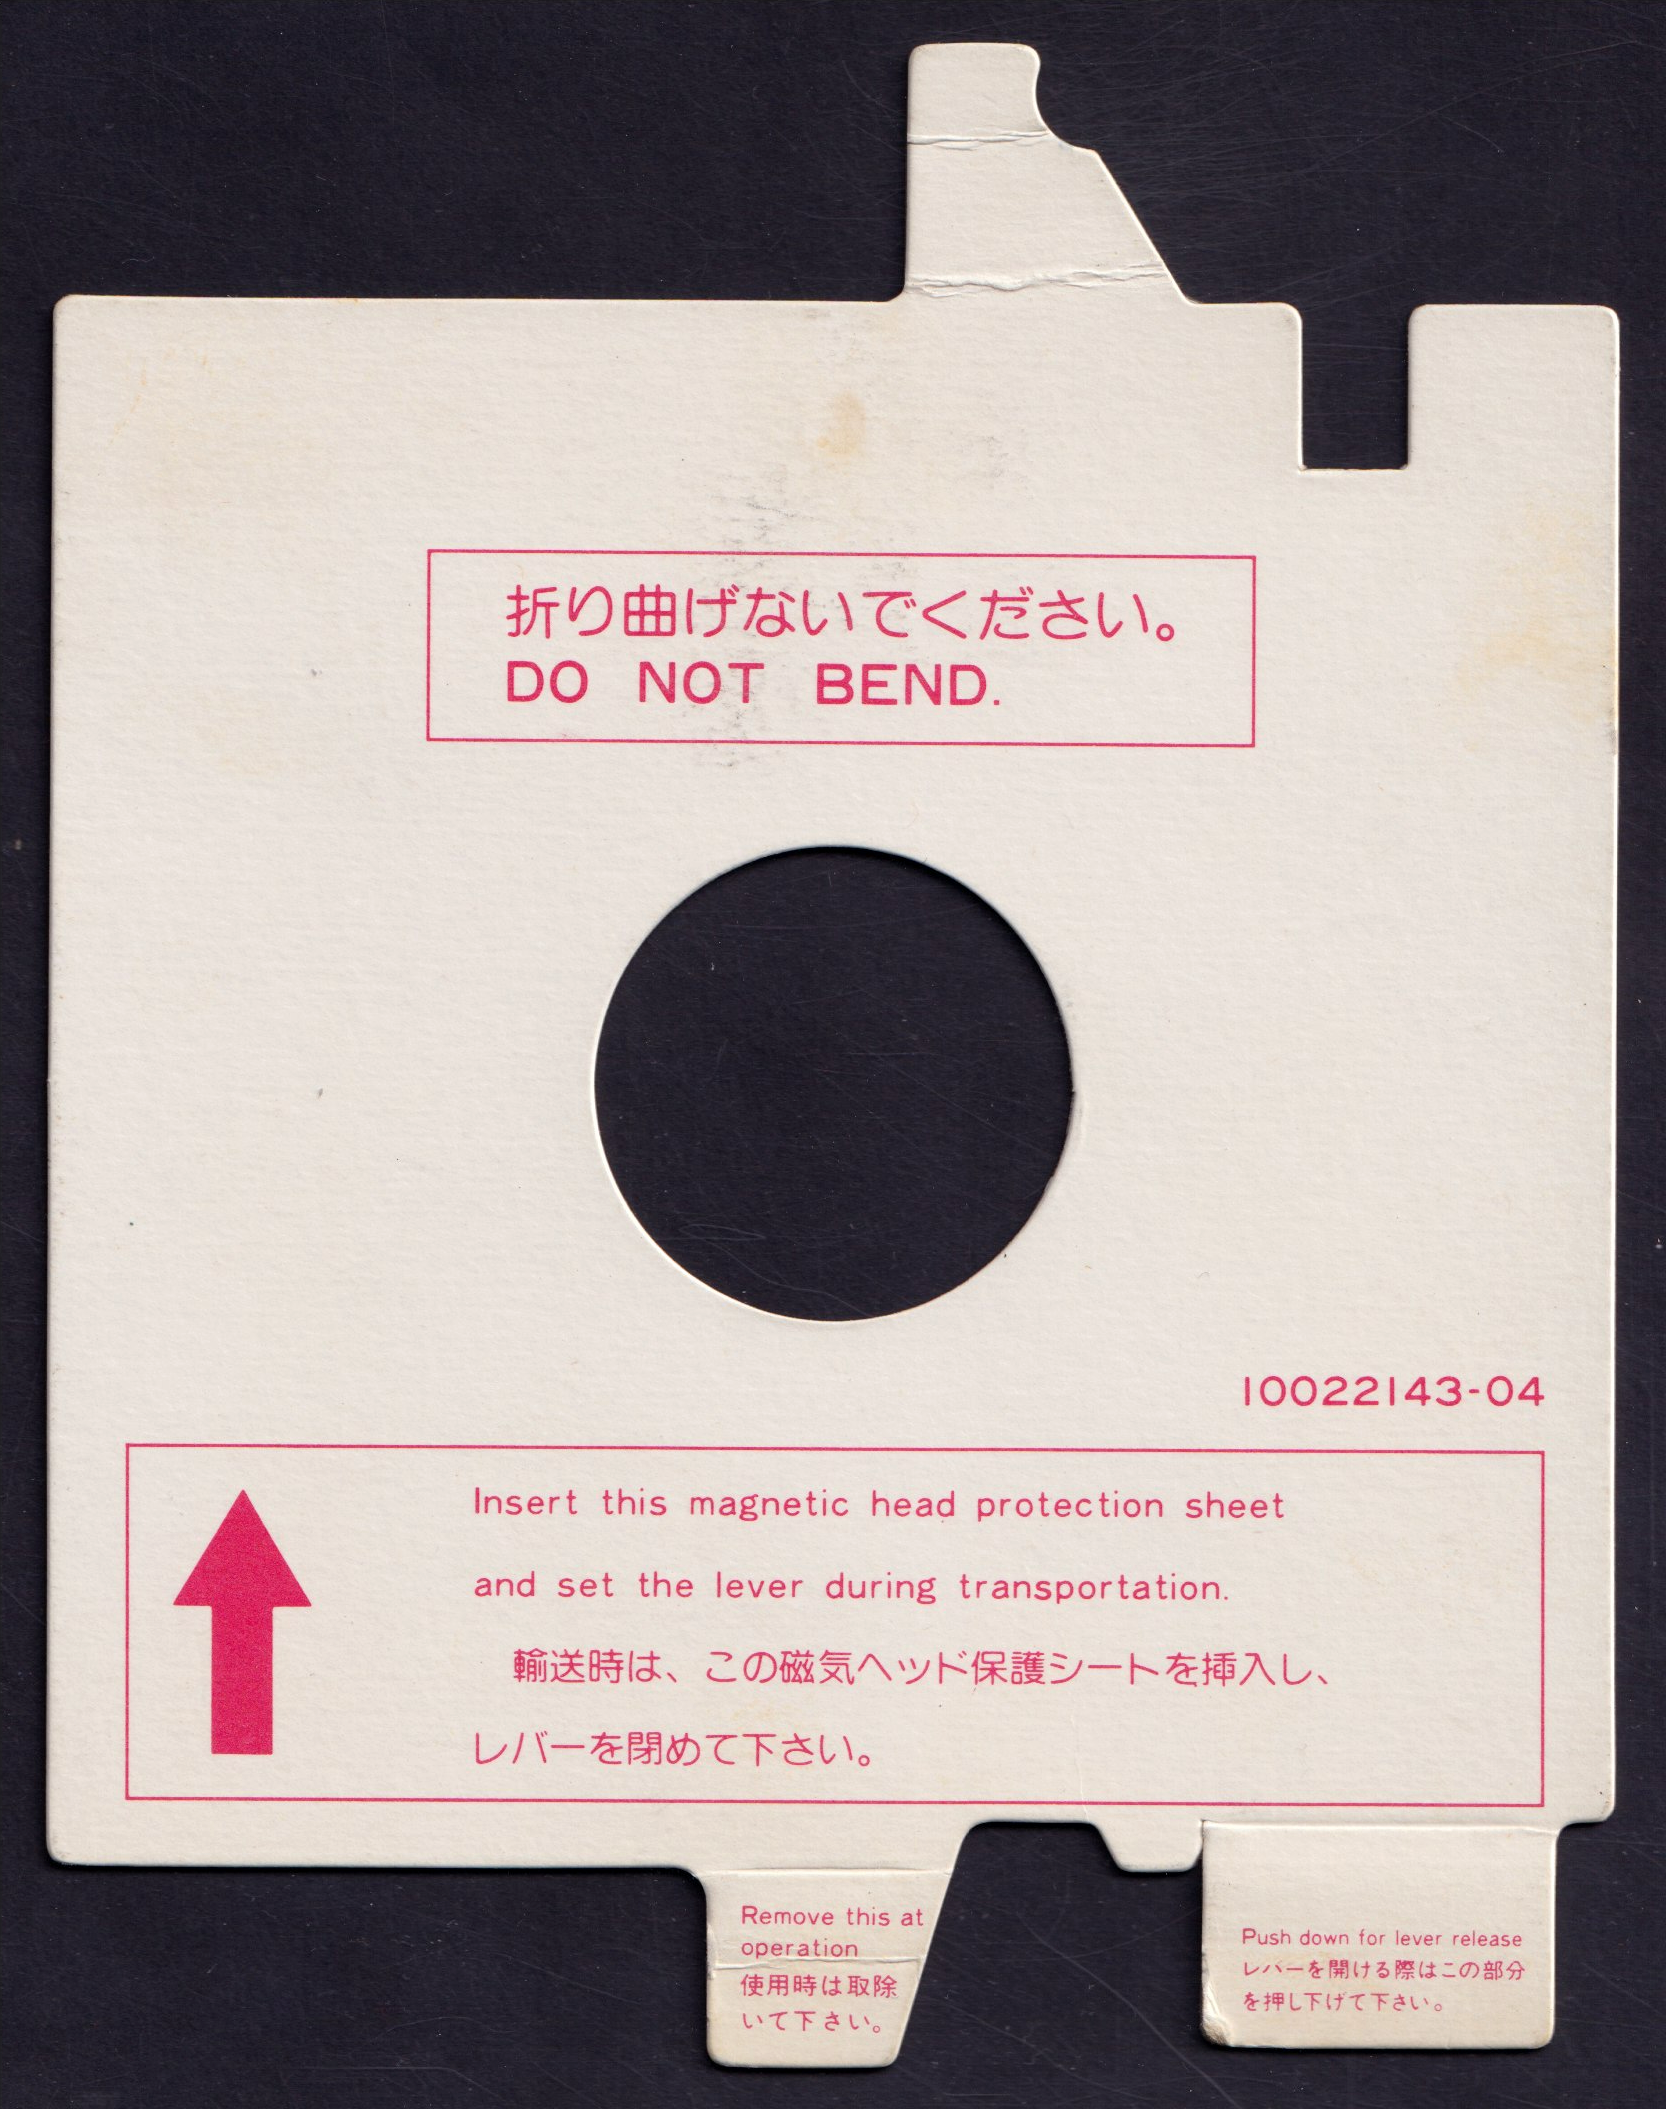 折り曲げないでください。
DO NOT BEND.
10022143-04
Insert this magnetic head protection sheet
and set the lever during transportation.
輸送時は、この磁気ヘッド保護シートを挿入し、
レバーを閉めて下さい。
Remove this at
operation
使用時は取除
いて下さい。
Push down for lever release
レバーを開ける際はこの部分
を押し下げて下さい。